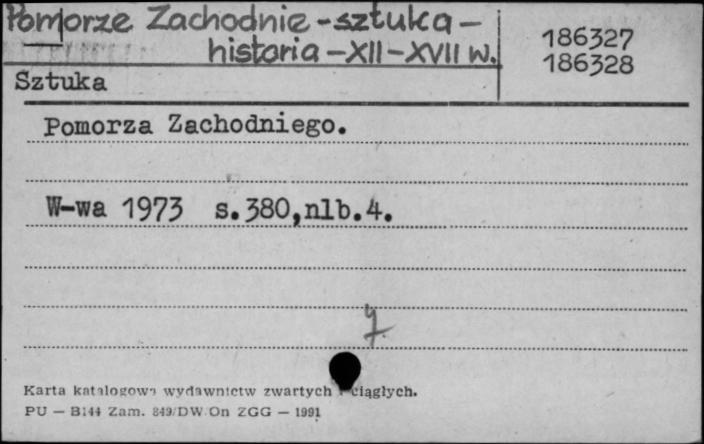 Pomorze Zachodnie - sztuka -
historia - XII - XVII w.
186327
186328
Sztuka
Pomorza Zachodniego.
W-wa 1973 s.380,nlb.4.
Karta katalogowa wydawnictw zwartych i ciągłych.
PU — B144 Zam. 849/DW/On ZGG — 1991